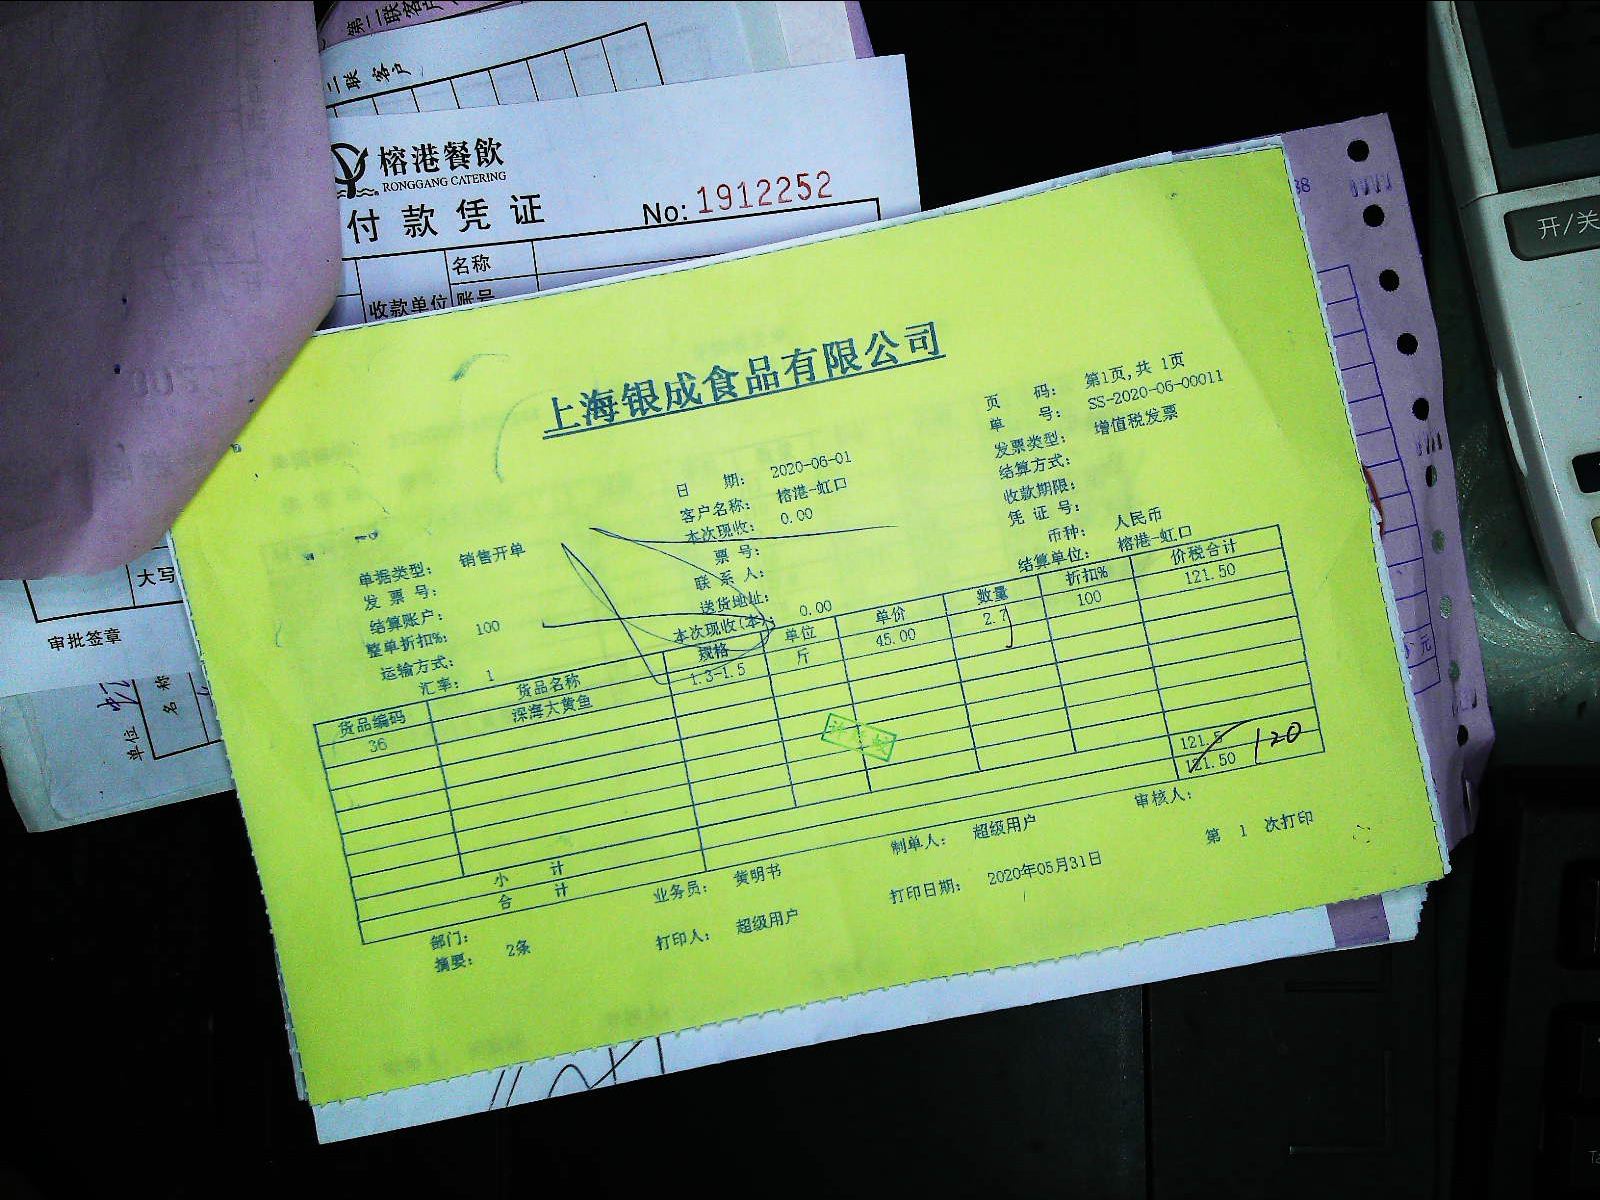 第二联客户
二联 客户
榕港餐飲
RONGGANG CATERING
付款凭证
No: 1912252
名称
收款单位
账号
大写
审批签章
单位
名称
元
开/关
上海银成食品有限公司
页 码: 第1页,共 1页
单 号: SS-2020-06-00011
日 期: 2020-06-01
发票类型: 增值税发票
客户名称: 榕港-虹口
结算方式:
本次现收: 0.00
收款期限:
单据类型: 销售开单
票 号:
凭 证 号:
发 票 号:
联 系 人:
币种: 人民币
结算账户:
送货地址:
结算单位: 榕港-虹口
整单折扣%: 100
本次现收(本): 0.00
运输方式:
汇率: 1
货品编码 货品名称 规格 单位 单价 数量 折扣% 价税合计
36 深海大黄鱼 1.3-1.5 斤 45.00 2.7 100 121.50
小 计 121.5
合 计 121.50
120
部门: 业务员: 黄明书 制单人: 超级用户 审核人:
摘要: 2条 打印人: 超级用户 打印日期: 2020年05月31日 第 1 次打印